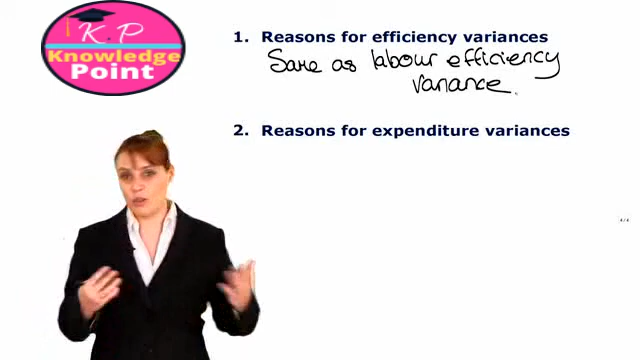 K.P
Knowledge
Point
1. Reasons for efficiency variances
Same as labour efficiency
variance.
2. Reasons for expenditure variances